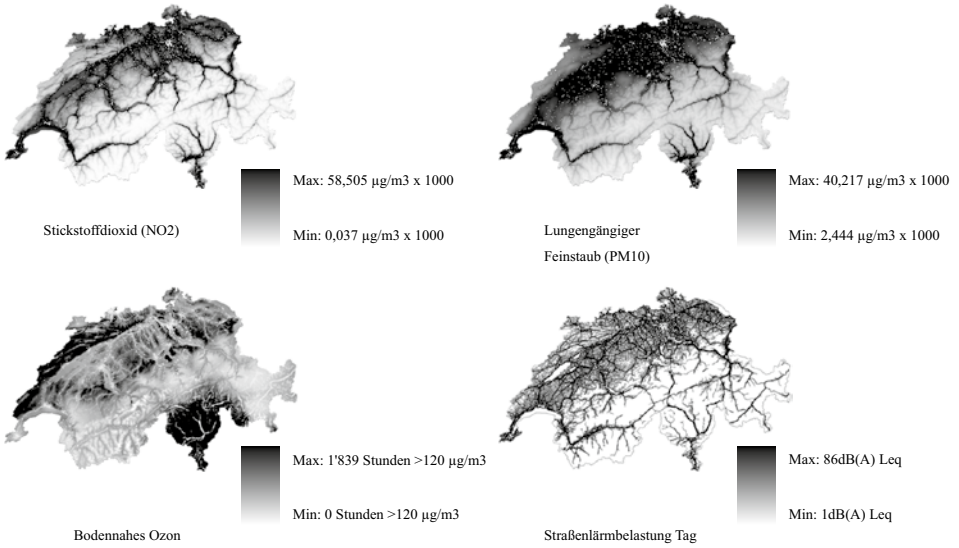 Max: 58,505 µg/m3 x 1000
Min: 0,037 µg/m3 x 1000
Stickstoffdioxid (NO2)
Max: 40,217 µg/m3 x 1000
Min: 2,444 µg/m3 x 1000
Lungengängiger
Feinstaub (PM10)
Max: 1'839 Stunden >120 µg/m3
Min: 0 Stunden >120 µg/m3
Bodennahes Ozon
Max: 86dB(A) Leq
Min: 1dB(A) Leq
Straßenlärmbelastung Tag